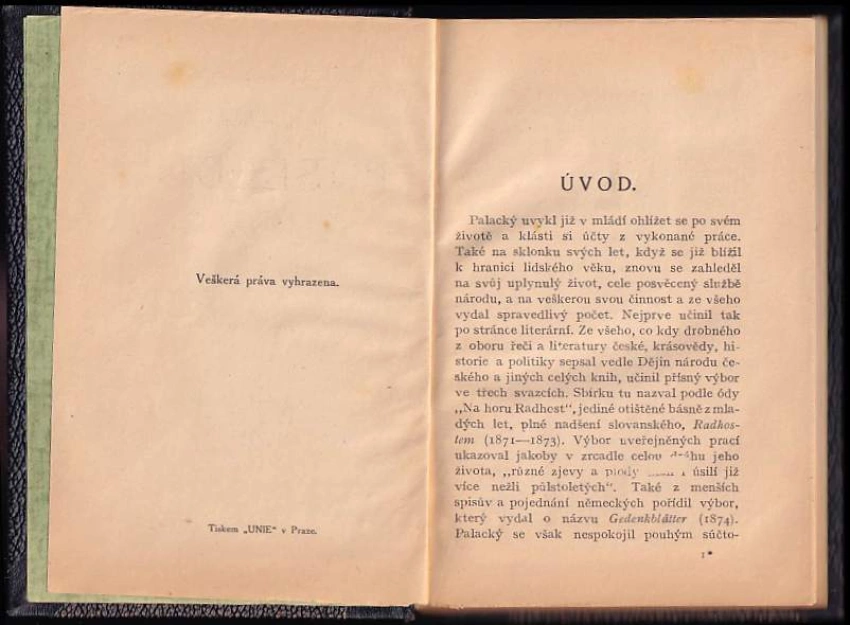 Veškerá práva vyhrazena.
Tiskem „UNIE“ v Praze.
ÚVOD.
Palacký uvykl již v mládí ohlížet se po svém
životě a klásti si účty z vykonané práce.
Také na sklonku svých let, když se již blížil
k hranici lidského věku, znovu se zahleděl
na svůj uplynulý život, cele posvěcený službě
národu, a na veškerou svou činnost a ze všeho
vydal spravedlivý počet. Nejprve učinil tak
po stránce literární. Ze všeho, co kdy drobného
z oboru řeči a literatury české, krásovědy, hi-
storie a politiky sepsal vedle Dějin národu če-
ského a jiných celých knih, učinil přísný výbor
ve třech svazcích. Sbírku tu nazval podle ódy
„Na horu Radhost“, jediné otištěné básně z mla-
dých let, plné nadšení slovanského, Radhos-
tem (1871—1873). Výbor uveřejněných prací
ukazoval jakoby v zrcadle celou jeho
života, „různé zjevy a plody úsilí již
více nežli půlstoletých“. Také z menších
spisův a pojednání německých pořídil výbor,
který vydal o názvu Gedenkblätter (1874).
Palacký se však nespokojil pouhým súčto-
1*